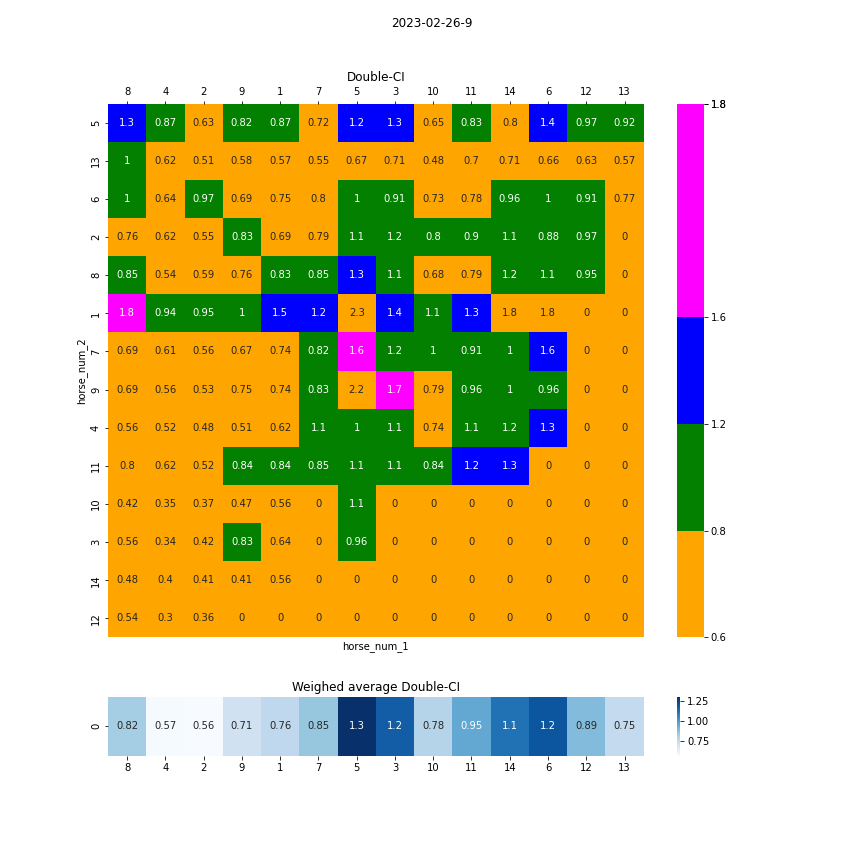 2023-02-26-9
Double-CI
8 4 2 9 1 7 5 3 10 11 14 6 12 13
5 1.3 0.87 0.63 0.82 0.87 0.72 1.2 1.3 0.65 0.83 0.8 1.4 0.97 0.92
13 1 0.62 0.51 0.58 0.57 0.55 0.67 0.71 0.48 0.7 0.71 0.66 0.63 0.57
6 1 0.64 0.97 0.69 0.75 0.8 1 0.91 0.73 0.78 0.96 1 0.91 0.77
2 0.76 0.62 0.55 0.83 0.69 0.79 1.1 1.2 0.8 0.9 1.1 0.88 0.97 0
8 0.85 0.54 0.59 0.76 0.83 0.85 1.3 1.1 0.68 0.79 1.2 1.1 0.95 0
1 1.8 0.94 0.95 1 1.5 1.2 2.3 1.4 1.1 1.3 1.8 1.8 0 0
7 0.69 0.61 0.56 0.67 0.74 0.82 1.6 1.2 1 0.91 1 1.6 0 0
9 0.69 0.56 0.53 0.75 0.74 0.83 2.2 1.7 0.79 0.96 1 0.96 0 0
4 0.56 0.52 0.48 0.51 0.62 1.1 1 1.1 0.74 1.1 1.2 1.3 0 0
11 0.8 0.62 0.52 0.84 0.84 0.85 1.1 1.1 0.84 1.2 1.3 0 0 0
10 0.42 0.35 0.37 0.47 0.56 0 1.1 0 0 0 0 0 0 0
3 0.56 0.34 0.42 0.83 0.64 0 0.96 0 0 0 0 0 0 0
14 0.48 0.4 0.41 0.41 0.56 0 0 0 0 0 0 0 0 0
12 0.54 0.3 0.36 0 0 0 0 0 0 0 0 0 0 0
horse_num_2
horse_num_1
1.8
1.6
1.2
0.8
0.6
Weighed average Double-CI
0 0.82 0.57 0.56 0.71 0.76 0.85 1.3 1.2 0.78 0.95 1.1 1.2 0.89 0.75
8 4 2 9 1 7 5 3 10 11 14 6 12 13
1.25
1.00
0.75